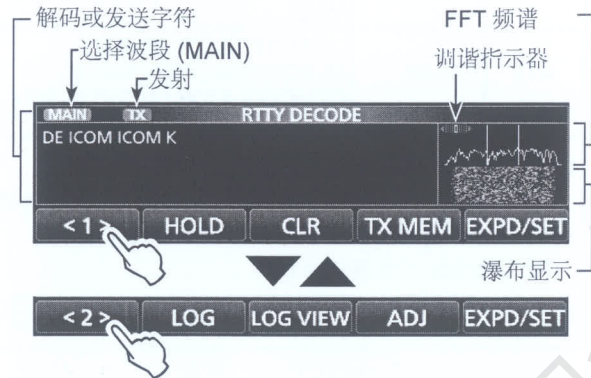 解码或发送字符
FFT 频谱
选择波段 (MAIN)
调谐指示器
发射
MAIN TX RTTY DECODE
DE ICOM ICOM K
< 1 > HOLD CLR TX MEM EXPD/SET
瀑布显示
< 2 > LOG LOG VIEW ADJ EXPD/SET